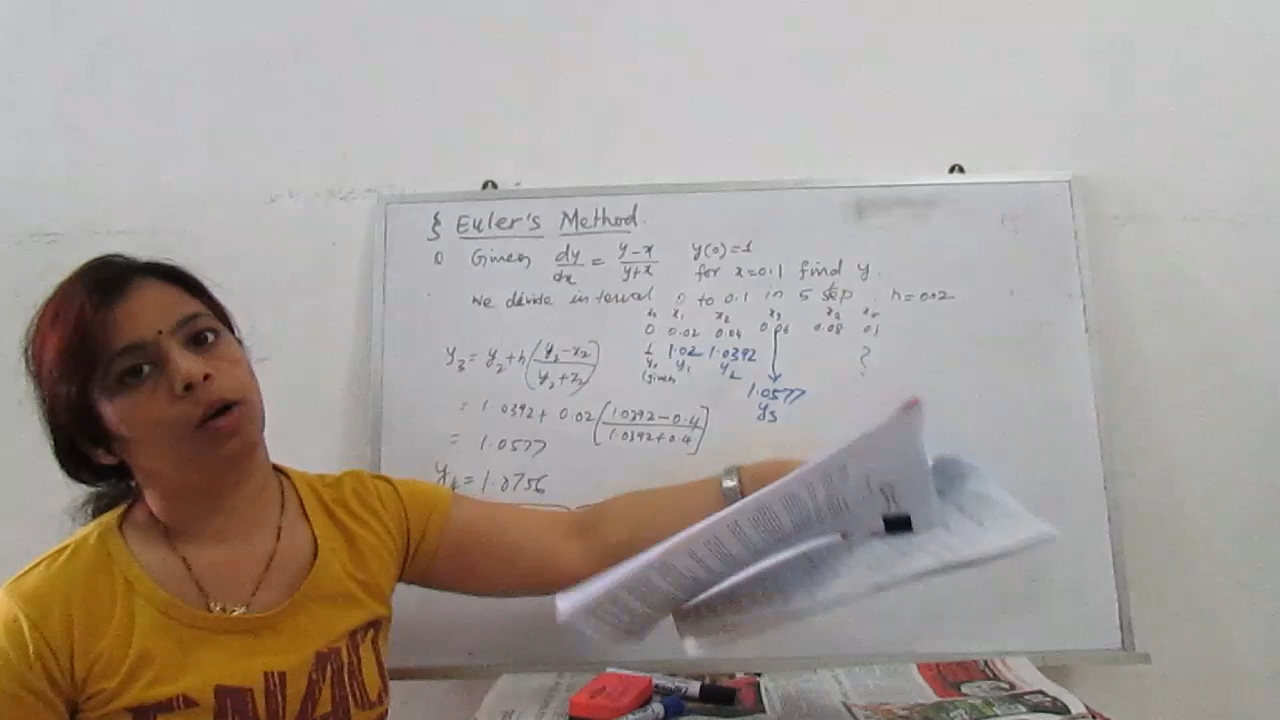 § Euler's Method.
① Given dy/dx = y-x/y+x y(0)=1
for x=0.1 find y.
We divide interval 0 to 0.1 in 5 step. h=0.02
x₁ x₂ x₃ x₄ x₅
0 0.02 0.04 0.06 0.08 0.1
1 1.02 1.0392 ?
y₀ y₁ y₂
(given
1.0577
y₃
y₃ = y₂+h(y₂-x₂/y₂+x₂)
= 1.0392+ 0.02[1.0392-0.4/1.0392+0.4]
= 1.0577
y₄ = 1.0756